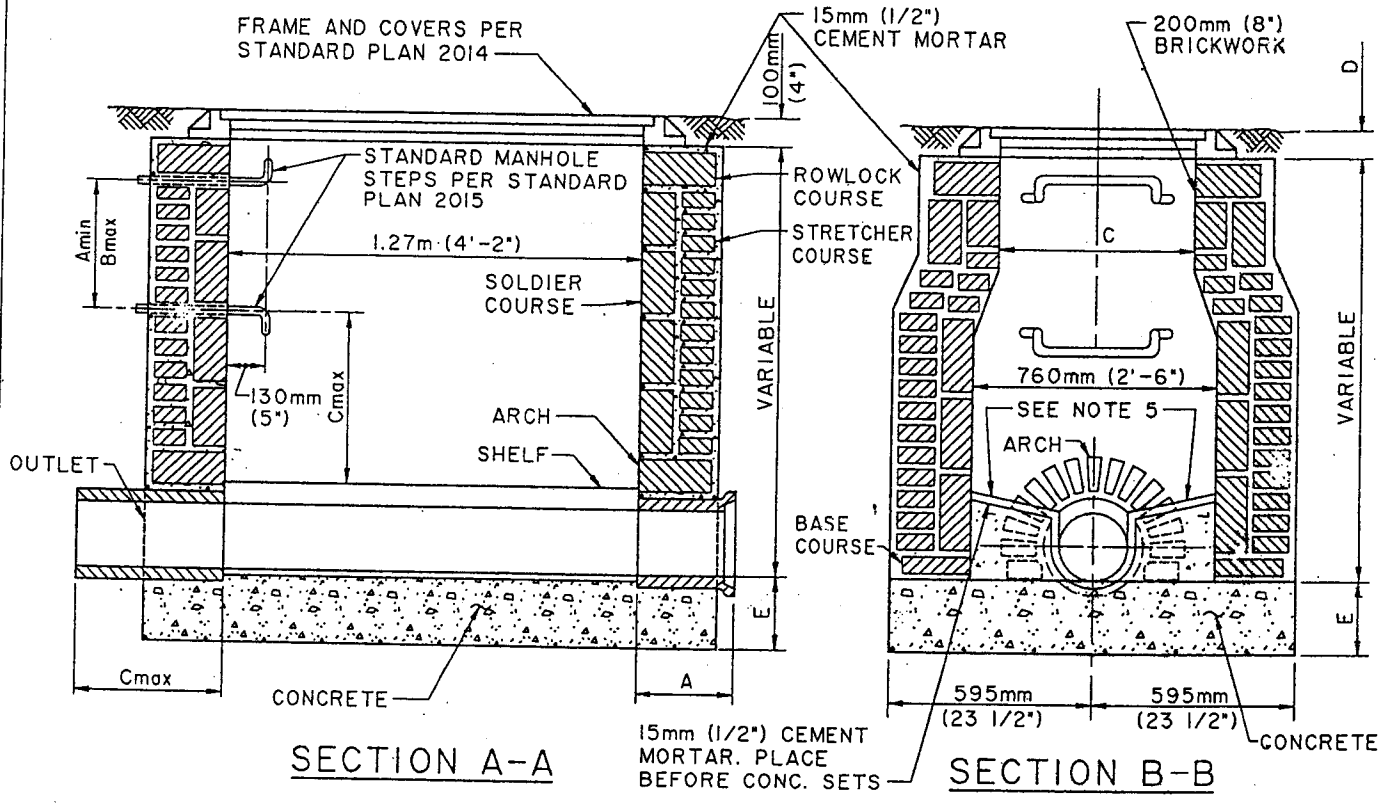 FRAME AND COVERS PER
STANDARD PLAN 2014
15mm (1/2")
CEMENT MORTAR
200mm (8")
BRICKWORK
100mm
(4")
D
STANDARD MANHOLE
STEPS PER STANDARD
PLAN 2015
ROWLOCK
COURSE
Amin
Bmax
1.27m (4'-2")
STRETCHER
COURSE
C
SOLDIER
COURSE
VARIABLE
VARIABLE
130mm
(5")
Cmax
760mm (2'-6")
SEE NOTE 5
ARCH
ARCH
SHELF
OUTLET
BASE
COURSE
E
E
Cmax
CONCRETE
A
595mm
(23 1/2")
595mm
(23 1/2")
CONCRETE
15mm (1/2") CEMENT
MORTAR. PLACE
BEFORE CONC. SETS
SECTION A-A
SECTION B-B